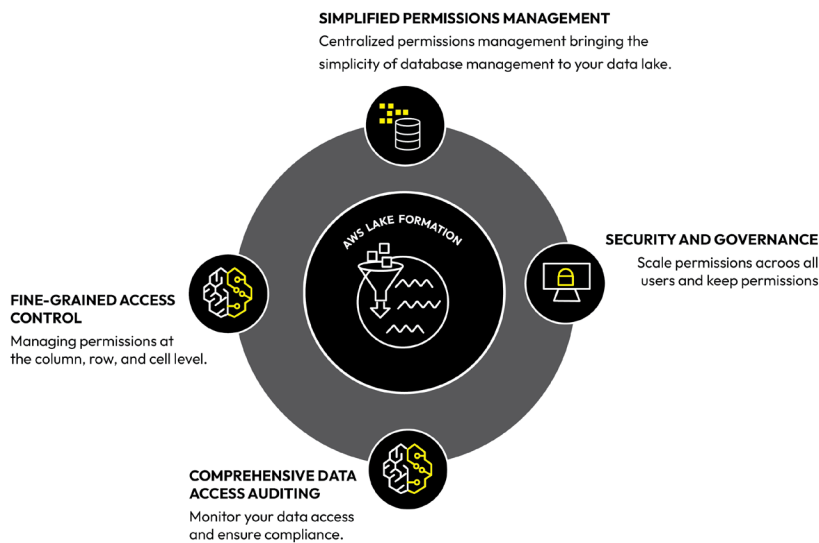 SIMPLIFIED PERMISSIONS MANAGEMENT
Centralized permissions management bringing the
simplicity of database management to your data lake.
AWS LAKE FORMATION
SECURITY AND GOVERNANCE
Scale permissions acroos all
users and keep permissions
FINE-GRAINED ACCESS
CONTROL
Managing permissions at
the column, row, and cell level.
COMPREHENSIVE DATA
ACCESS AUDITING
Monitor your data access
and ensure compliance.